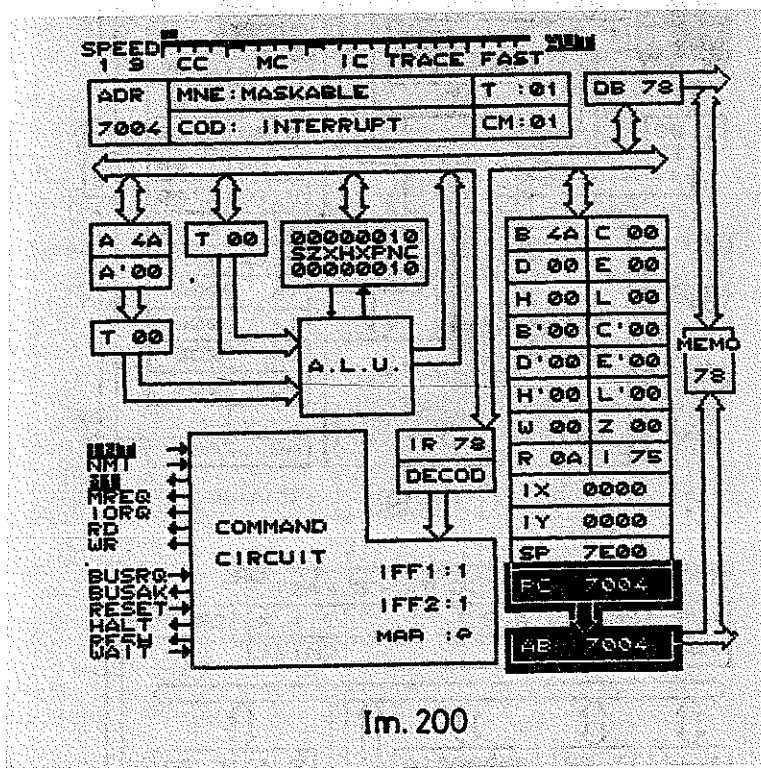 SPEED
1 9 CC MC IC TRACE FAST
ADR MNE:MASKABLE T :01 DB 78
7004 COD: INTERRUPT CM:01
A 4A T 00 00000010 B 4A C 00
A'00 SZXHXPNC D 00 E 00
00000010
H 00 L 00
T 00 B'00 C'00 MEMO
A.L.U. D'00 E'00 78
H'00 L'00
IR 78 W 00 Z 00
NMI DECOD R 0A I 75
MREQ IX 0000
IORQ
RD COMMAND IY 0000
WR CIRCUIT SP 7E00
BUSRQ IFF1:1 PC 7004
BUSAK
RESET IFF2:1
HALT AB 7004
WAIT
Im. 200